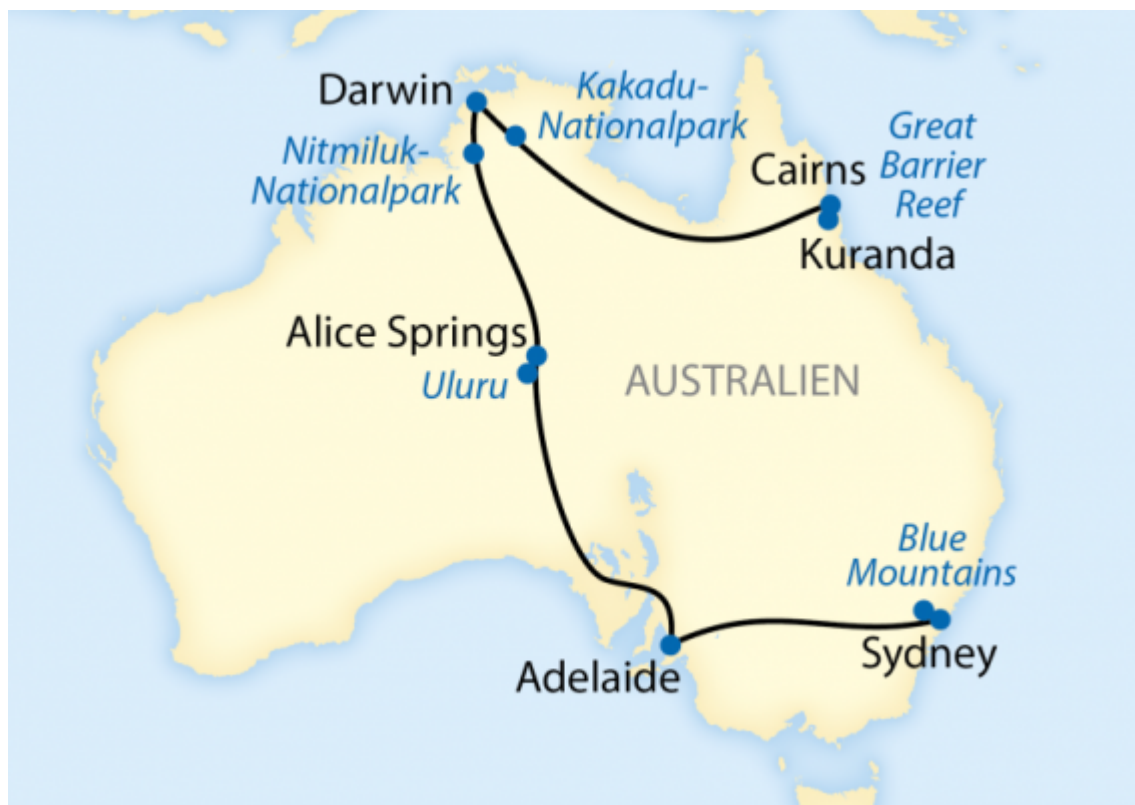 Darwin
Kakadu-
Nationalpark
Nitmiluk-
Nationalpark
Great
Barrier
Reef
Cairns
Kuranda
Alice Springs
Uluru
AUSTRALIEN
Blue
Mountains
Sydney
Adelaide